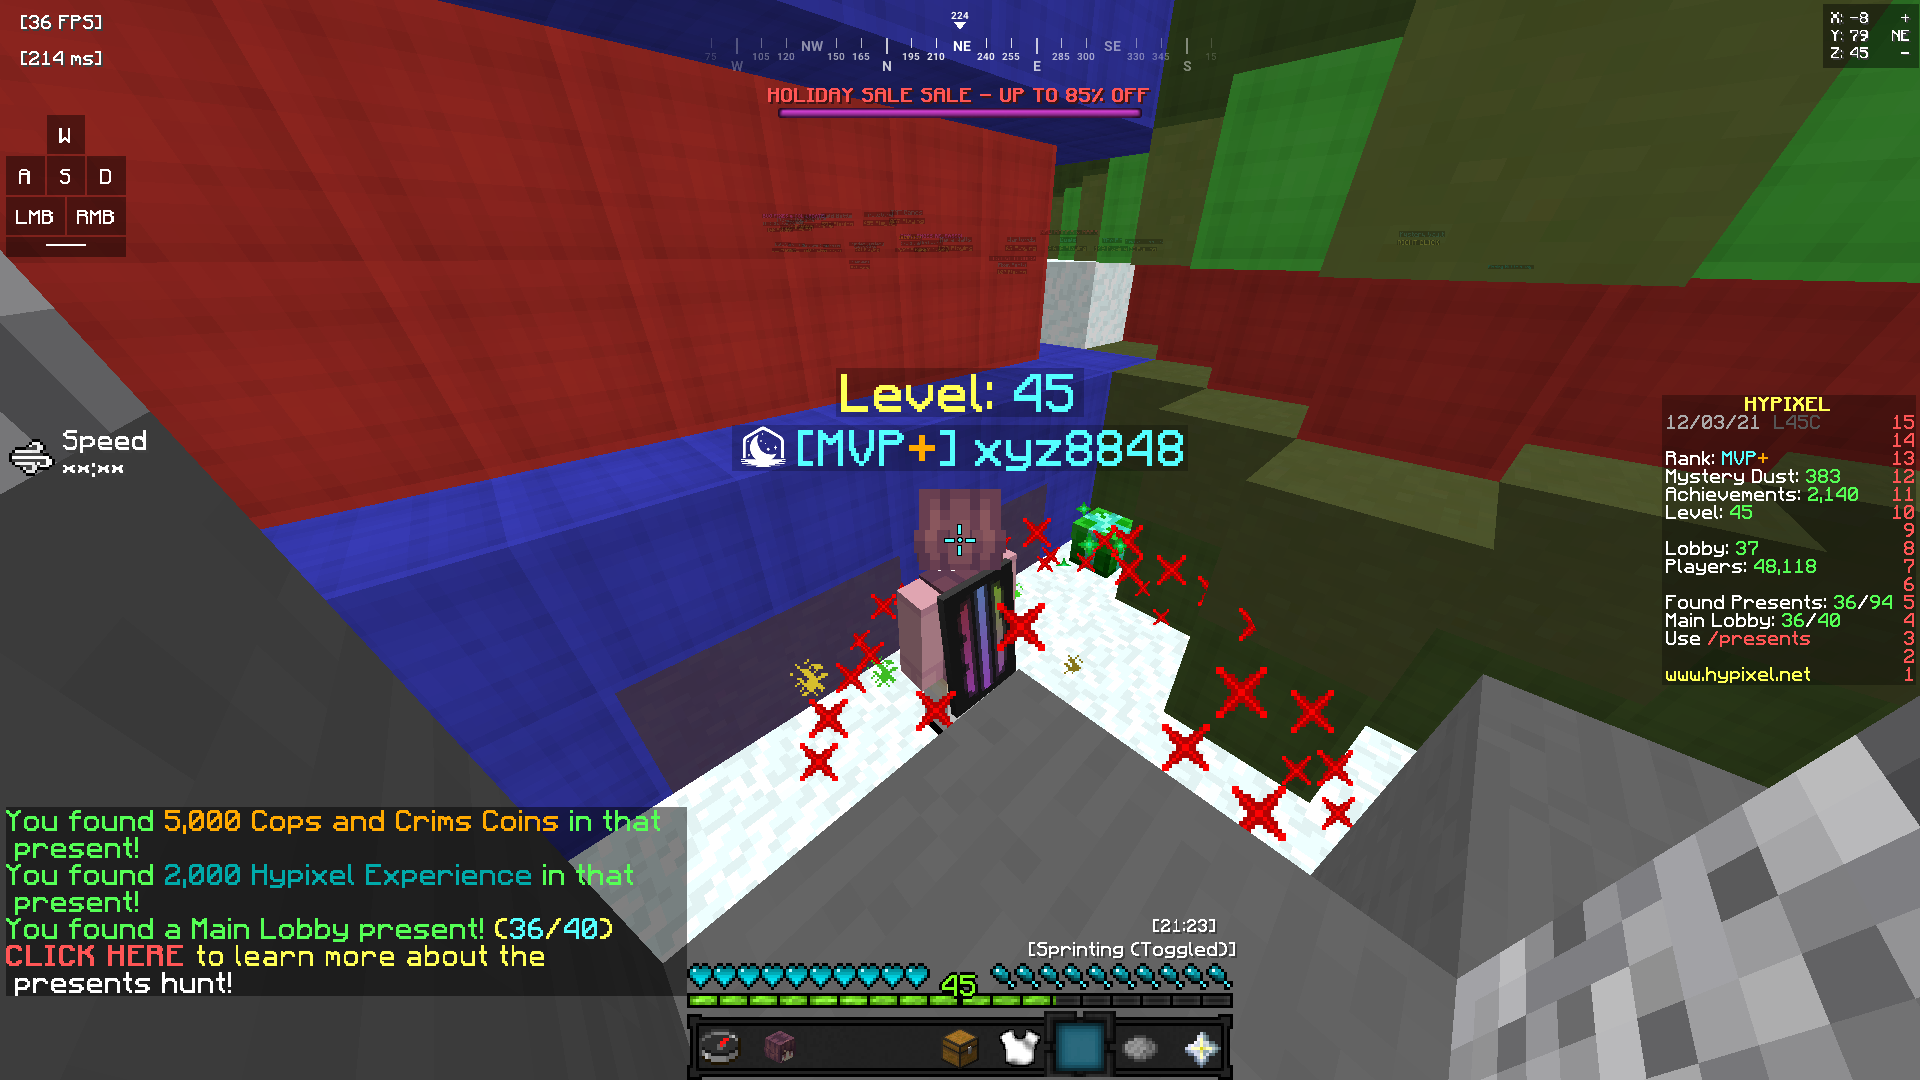 [36 FPS]
[214 ms]
W
A S D
LMB RMB
Speed
xx:xx
224
75 105 120 NW 150 165 195 210 NE 240 255 285 300 SE 330 345 15
W N E S
HOLIDAY SALE SALE - UP TO 85% OFF
X: -8 +
Y: 79 NE
Z: 45 -
Level: 45
[MVP+] xyz8848
HYPIXEL
12/03/21 L45C 15
14
Rank: MVP+ 13
Mystery Dust: 383 12
Achievements: 2,140 11
Level: 45 10
9
Lobby: 37 8
Players: 48,118 7
6
Found Presents: 36/94 5
Main Lobby: 36/40 4
Use /presents 3
2
www.hypixel.net 1
You found 5,000 Cops and Crims Coins in that
present!
You found 2,000 Hypixel Experience in that
present!
You found a Main Lobby present! (36/40)
CLICK HERE to learn more about the
presents hunt!
[21:23]
[Sprinting (Toggled)]
45